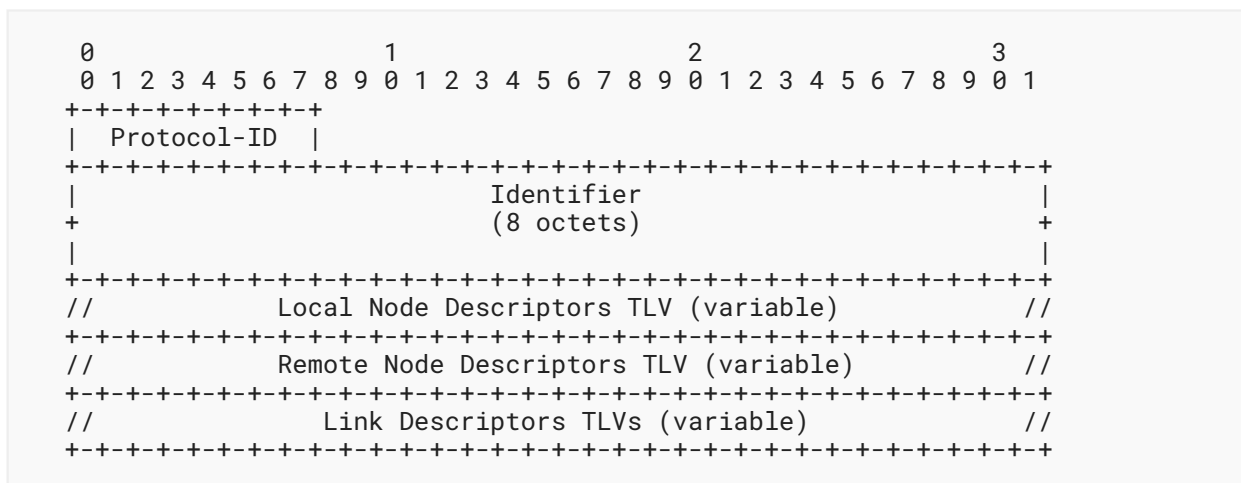 0                   1                   2                   3
 0 1 2 3 4 5 6 7 8 9 0 1 2 3 4 5 6 7 8 9 0 1 2 3 4 5 6 7 8 9 0 1
+-+-+-+-+-+-+-+-+
|  Protocol-ID  |
+-+-+-+-+-+-+-+-+-+-+-+-+-+-+-+-+-+-+-+-+-+-+-+-+-+-+-+-+-+-+-+-+
|                           Identifier                          |
+                           (8 octets)                          +
|                                                               |
+-+-+-+-+-+-+-+-+-+-+-+-+-+-+-+-+-+-+-+-+-+-+-+-+-+-+-+-+-+-+-+-+
//            Local Node Descriptors TLV (variable)            //
+-+-+-+-+-+-+-+-+-+-+-+-+-+-+-+-+-+-+-+-+-+-+-+-+-+-+-+-+-+-+-+-+
//            Remote Node Descriptors TLV (variable)           //
+-+-+-+-+-+-+-+-+-+-+-+-+-+-+-+-+-+-+-+-+-+-+-+-+-+-+-+-+-+-+-+-+
//               Link Descriptors TLVs (variable)              //
+-+-+-+-+-+-+-+-+-+-+-+-+-+-+-+-+-+-+-+-+-+-+-+-+-+-+-+-+-+-+-+-+